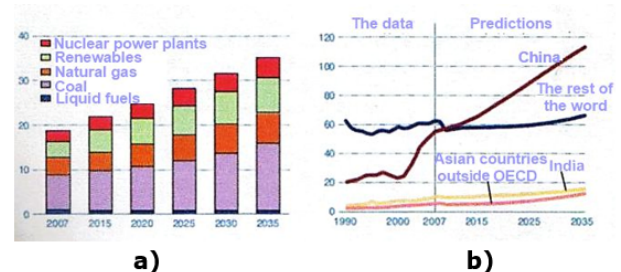 The data
Predictions
40
30
20
10
0
Nuclear power plants
Renewables
Natural gas
Coal
Liquid fuels
2007
2015
2020
2025
2030
2035
120
100
80
60
40
20
0
China
The rest of
the word
Asian countries
outside OECD
India
1990
2000
2007
2015
2025
2035
a)
b)